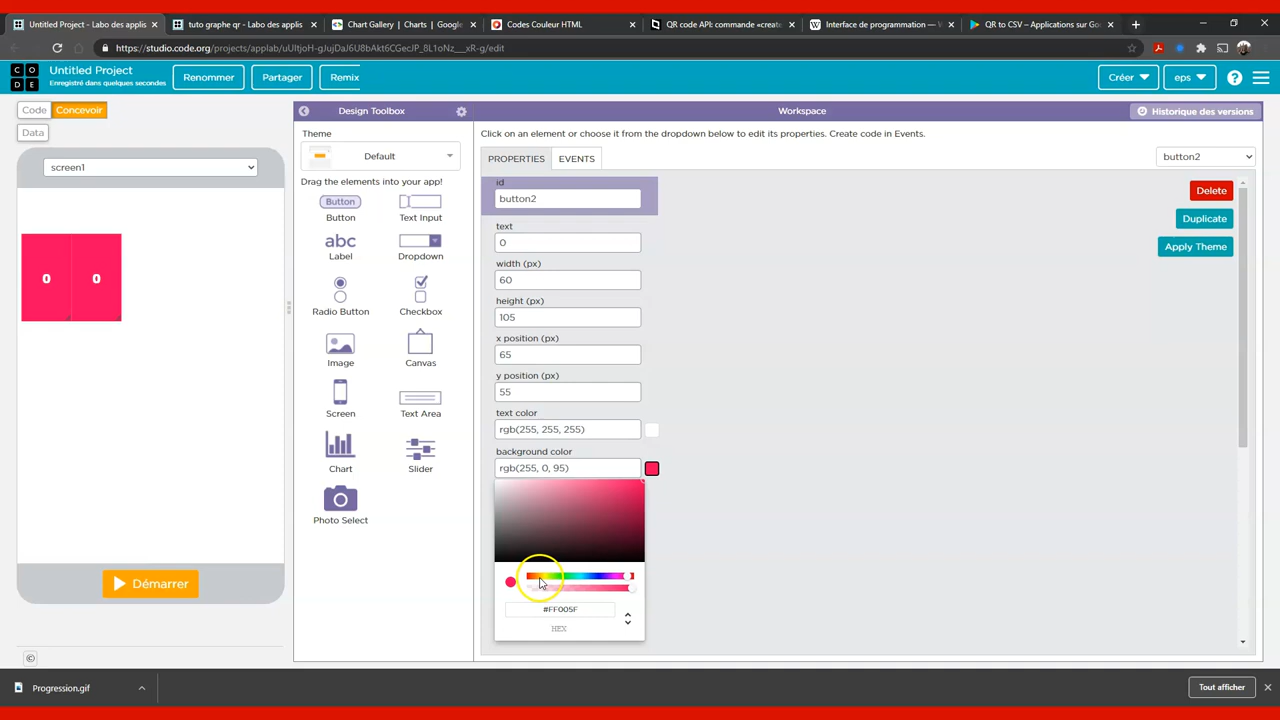 Untitled Project - Labo des applis
tuto graphe qr - Labo des applis
Chart Gallery | Charts | Google
Codes Couleur HTML
QR code API: commande «create
Interface de programmation —
QR to CSV – Applications sur Goo
https://studio.code.org/projects/applab/uUltjoH-gJujDaJ6U8bAkt6CGecJP_8L1oNz__xR-g/edit
CODE
Untitled Project
Enregistré dans quelques secondes
Renommer
Partager
Remix
Créer
eps
Code
Concevoir
Data
Design Toolbox
Workspace
Historique des versions
screen1
Theme
Default
Drag the elements into your app!
Button
Button
Text Input
abc
Label
Dropdown
Radio Button
Checkbox
Image
Canvas
Screen
Text Area
Chart
Slider
Photo Select
Click on an element or choose it from the dropdown below to edit its properties. Create code in Events.
PROPERTIES
EVENTS
button2
id
button2
Delete
Duplicate
Apply Theme
text
0
width (px)
60
height (px)
105
x position (px)
65
y position (px)
55
text color
rgb(255, 255, 255)
background color
rgb(255, 0, 95)
#FF005F
HEX
0
0
Démarrer
©
Progression.gif
Tout afficher